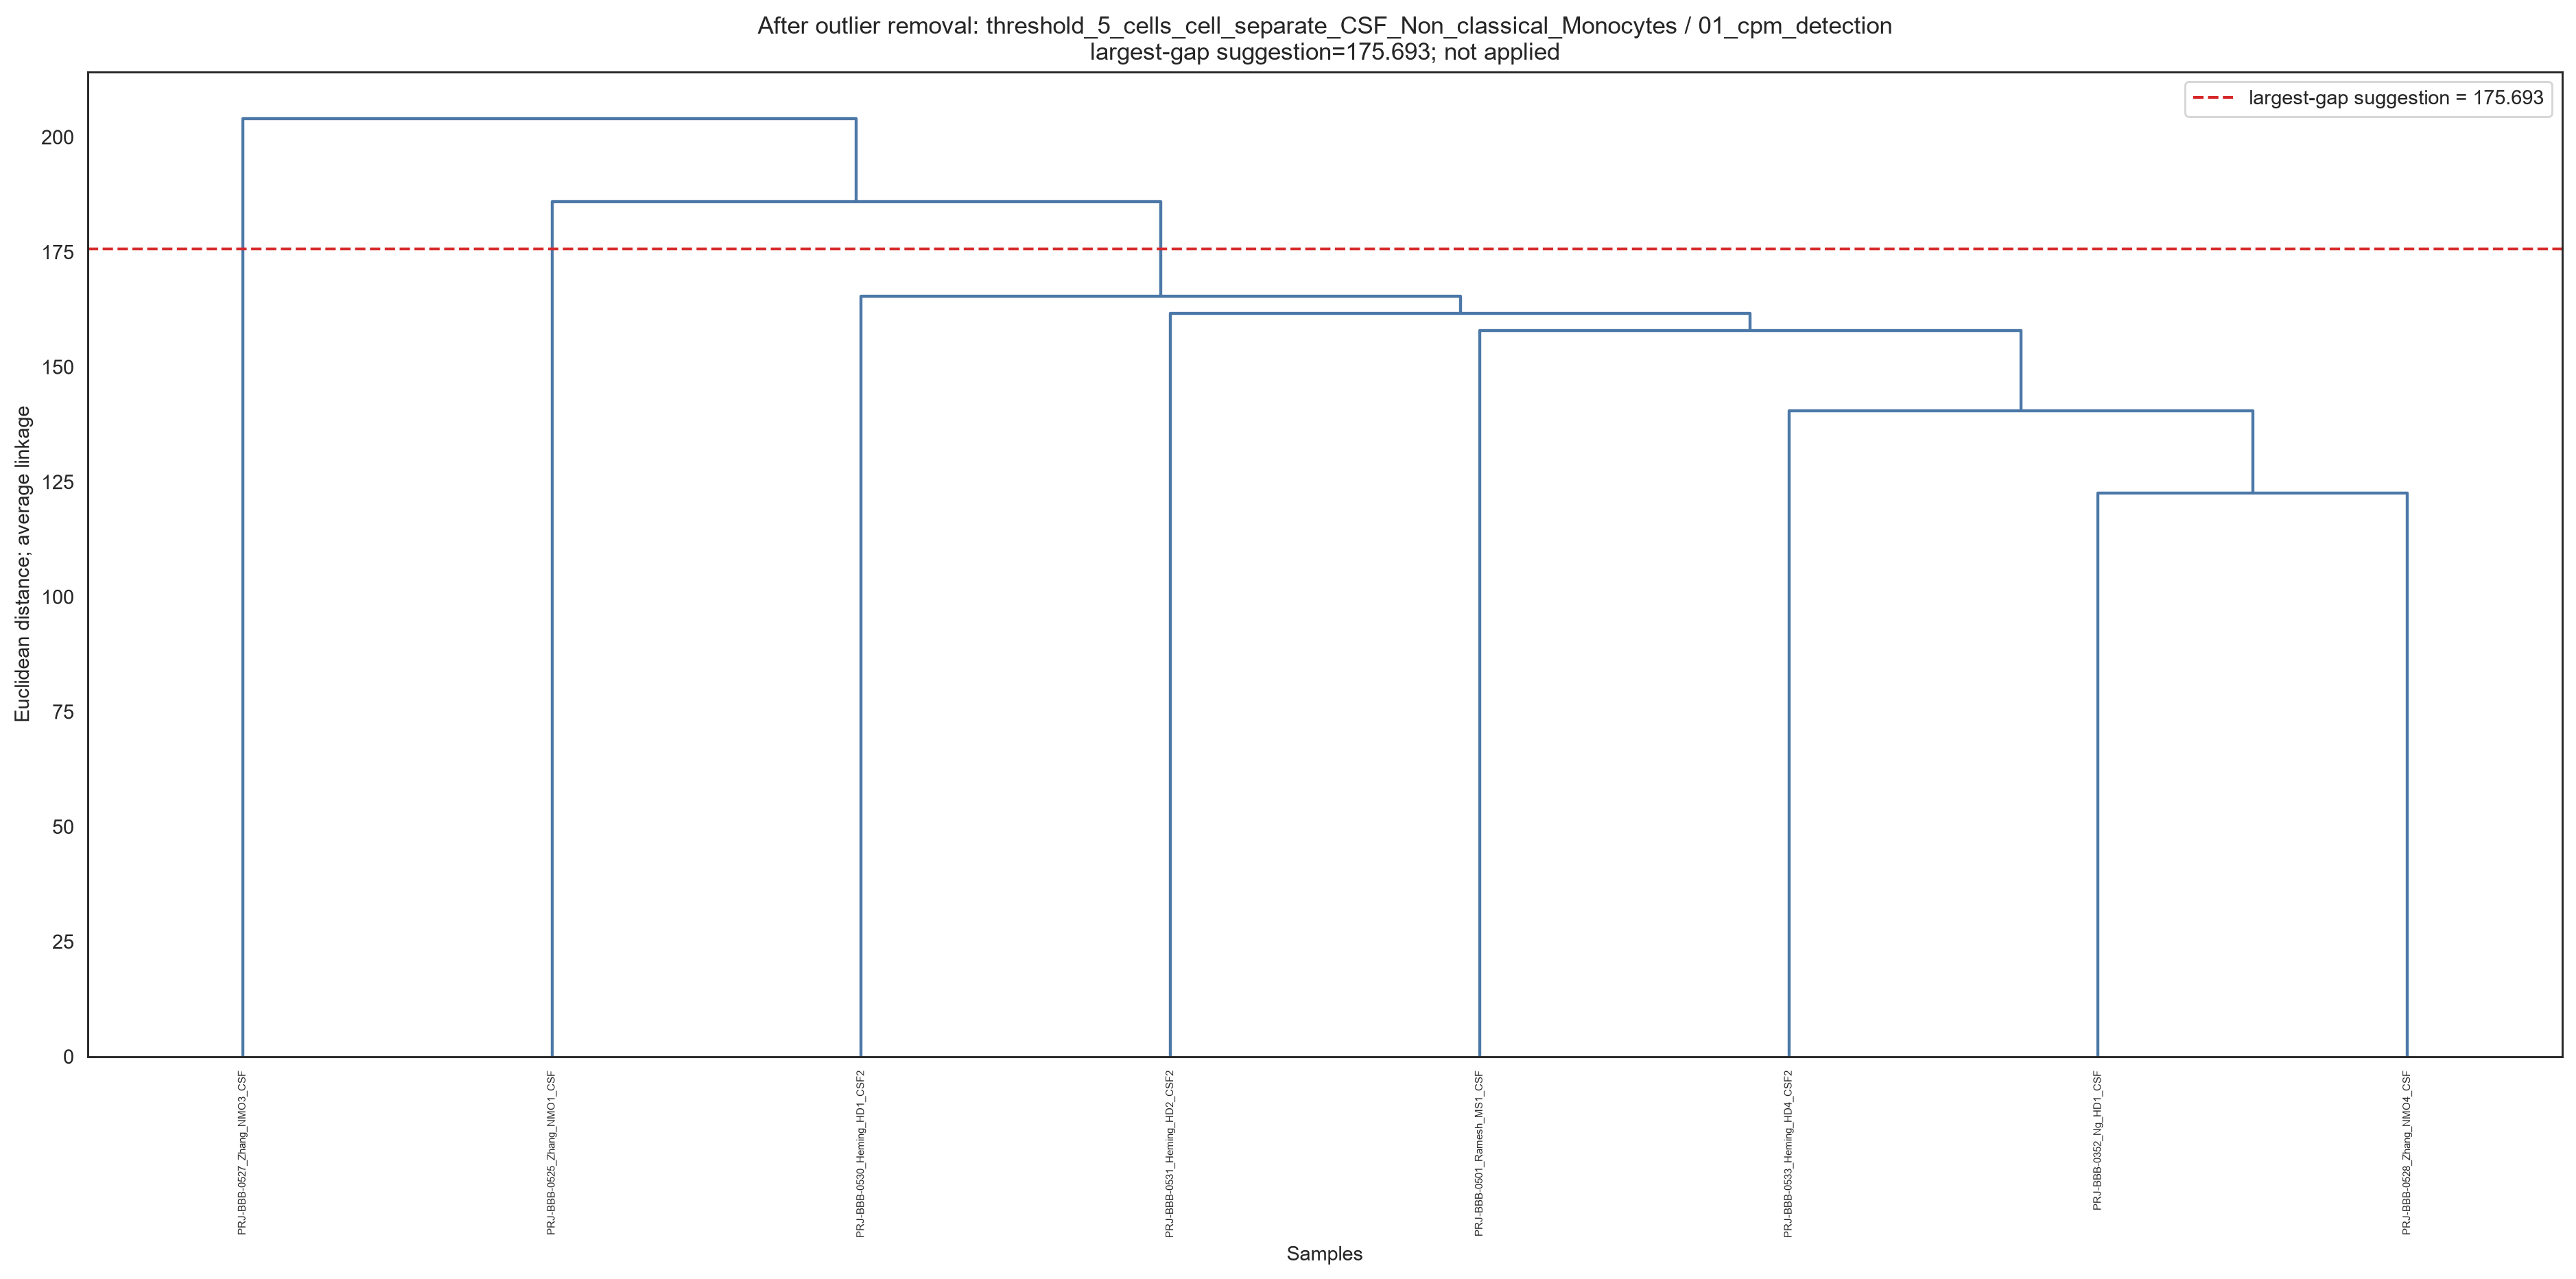 After outlier removal: threshold_5_cells_cell_separate_CSF_Non_classical_Monocytes / 01_cpm_detection
largest-gap suggestion=175.693; not applied
largest-gap suggestion = 175.693
Euclidean distance; average linkage
200
175
150
125
100
75
50
25
0
PRJ-BBB-0527_Zhang_NMO3_CSF
PRJ-BBB-0525_Zhang_NMO1_CSF
PRJ-BBB-0530_Heming_HD1_CSF2
PRJ-BBB-0531_Heming_HD2_CSF2
PRJ-BBB-0501_Ramesh_MS1_CSF
PRJ-BBB-0533_Heming_HD4_CSF2
PRJ-BBB-0352_Ng_HD1_CSF
PRJ-BBB-0528_Zhang_NMO4_CSF
Samples